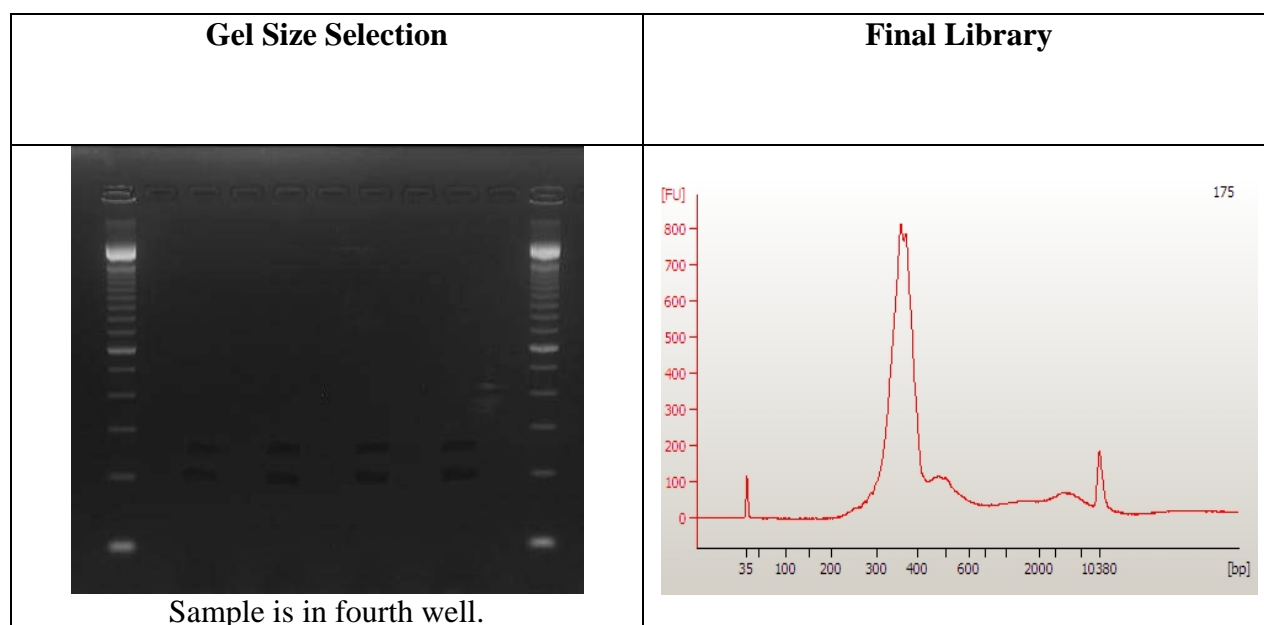 Gel Size Selection
Final Library
Sample is in fourth well.
[FU]
175
800
700
600
500
400
300
200
100
0
35 100 200 300 400 600 2000 10380 [bp]